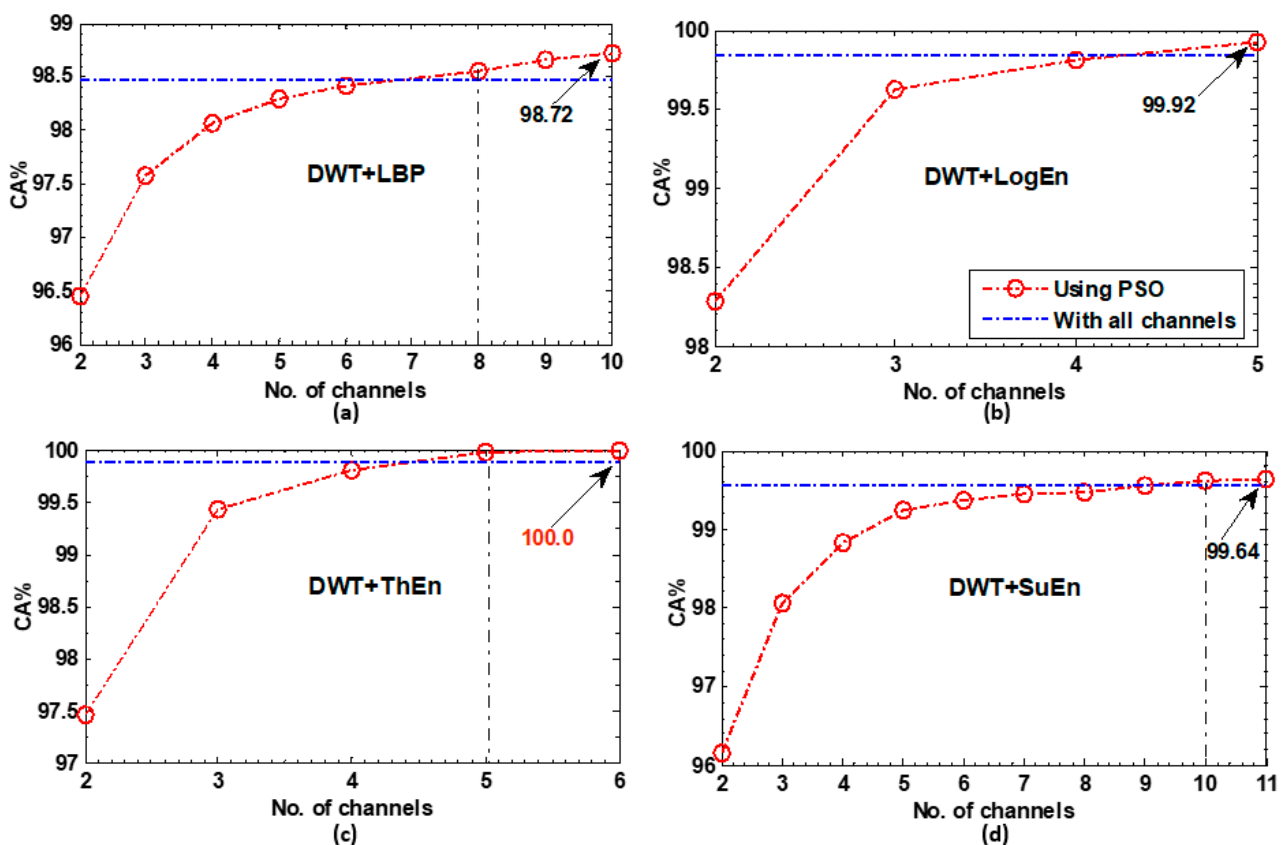 99
98.5
98
97.5
97
96.5
96
CA%
98.72
DWT+LBP
2 3 4 5 6 7 8 9 10
No. of channels
(a)
100
99.5
99
98.5
98
CA%
99.92
DWT+LogEn
Using PSO
With all channels
2 3 4 5
No. of channels
(b)
100
99.5
99
98.5
98
97.5
97
CA%
100.0
DWT+ThEn
2 3 4 5 6
No. of channels
(c)
100
99
98
97
96
CA%
99.64
DWT+SuEn
2 3 4 5 6 7 8 9 10 11
No. of channels
(d)